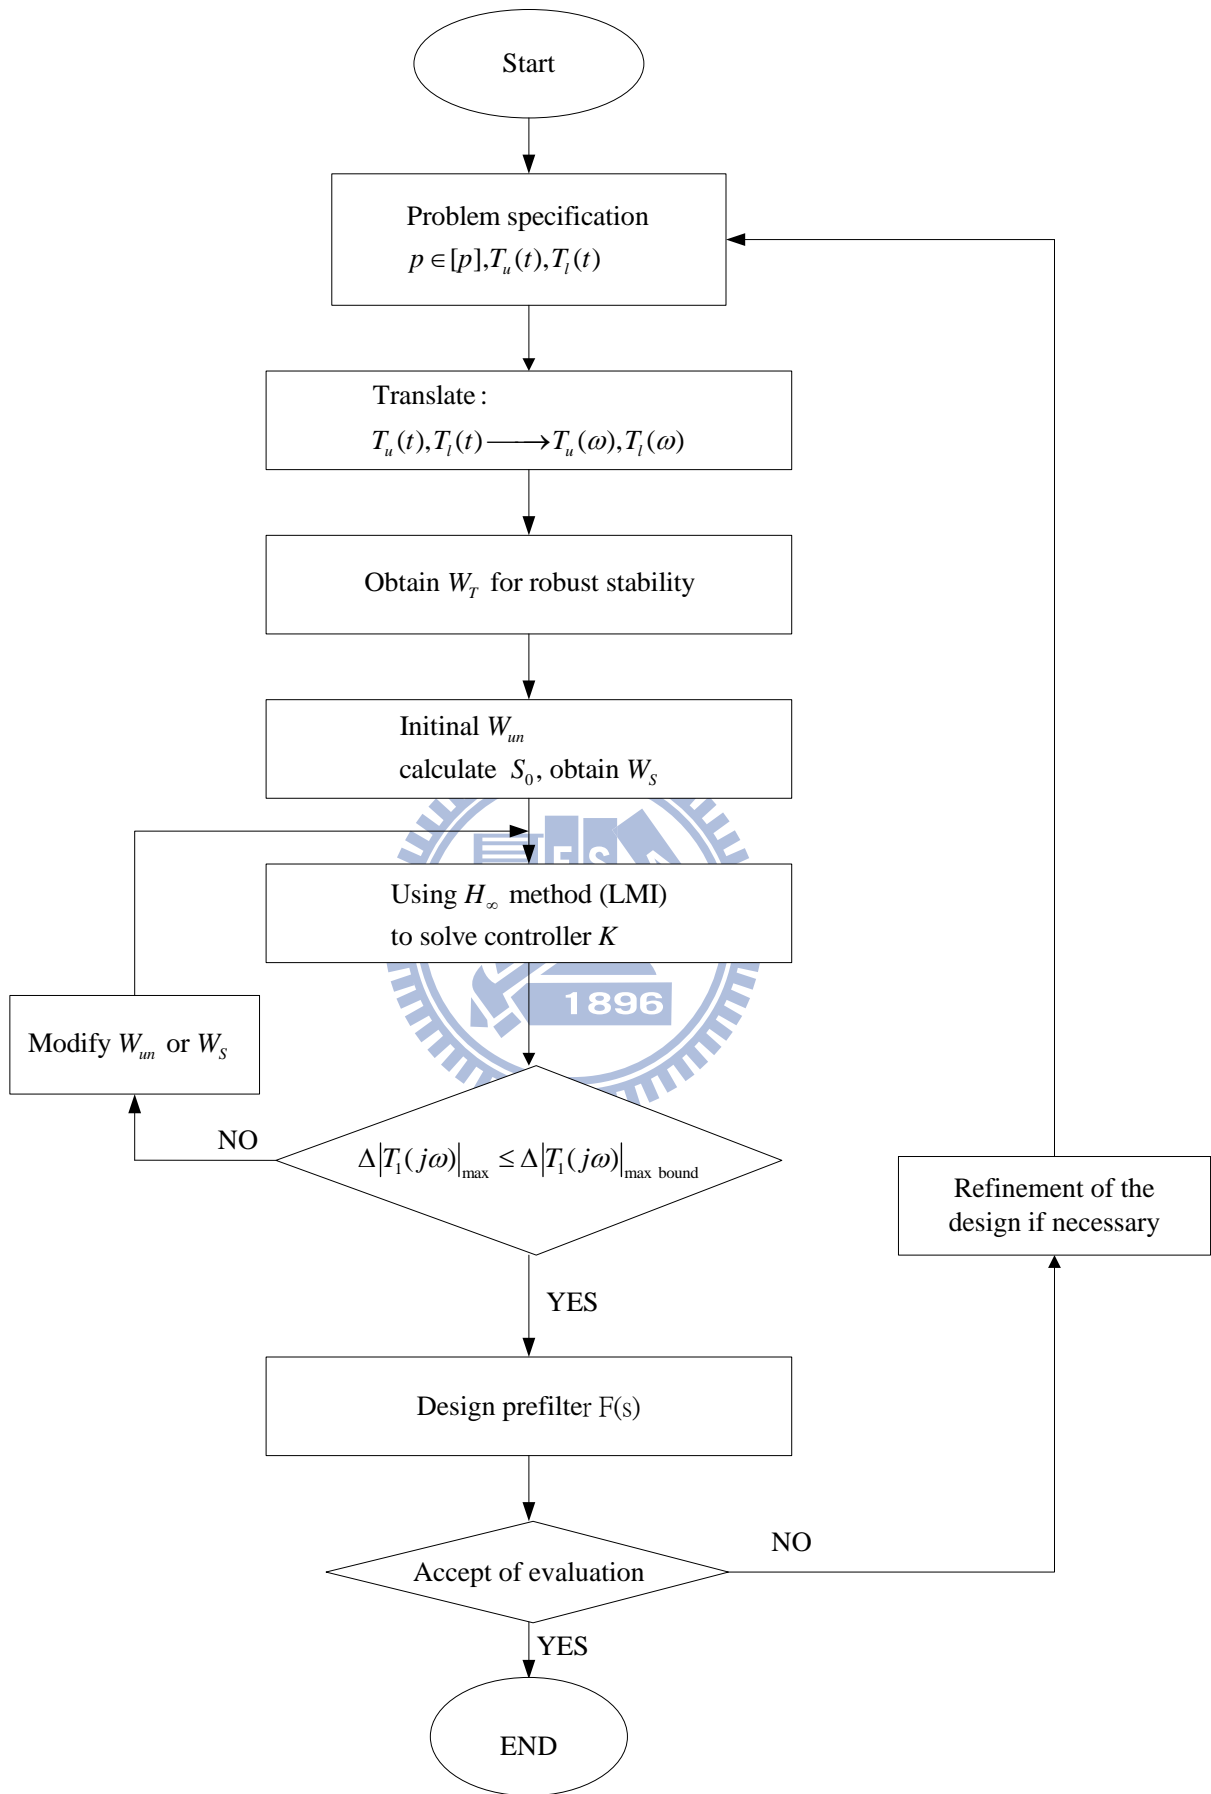 Start
Problem specification
p ∈[p],T_u(t),T_l(t)
Translate :
T_u(t),T_l(t) ⟶ T_u(ω),T_l(ω)
Obtain W_T for robust stability
Initinal W_un
calculate S_0, obtain W_S
E S
Using H_∞ method (LMI)
to solve controller K
1896
Modify W_un or W_S
NO
Δ|T_1(jω)|_max ≤ Δ|T_1(jω)|_max bound
Refinement of the
design if necessary
YES
Design prefilter F(s)
NO
Accept of evaluation
YES
END